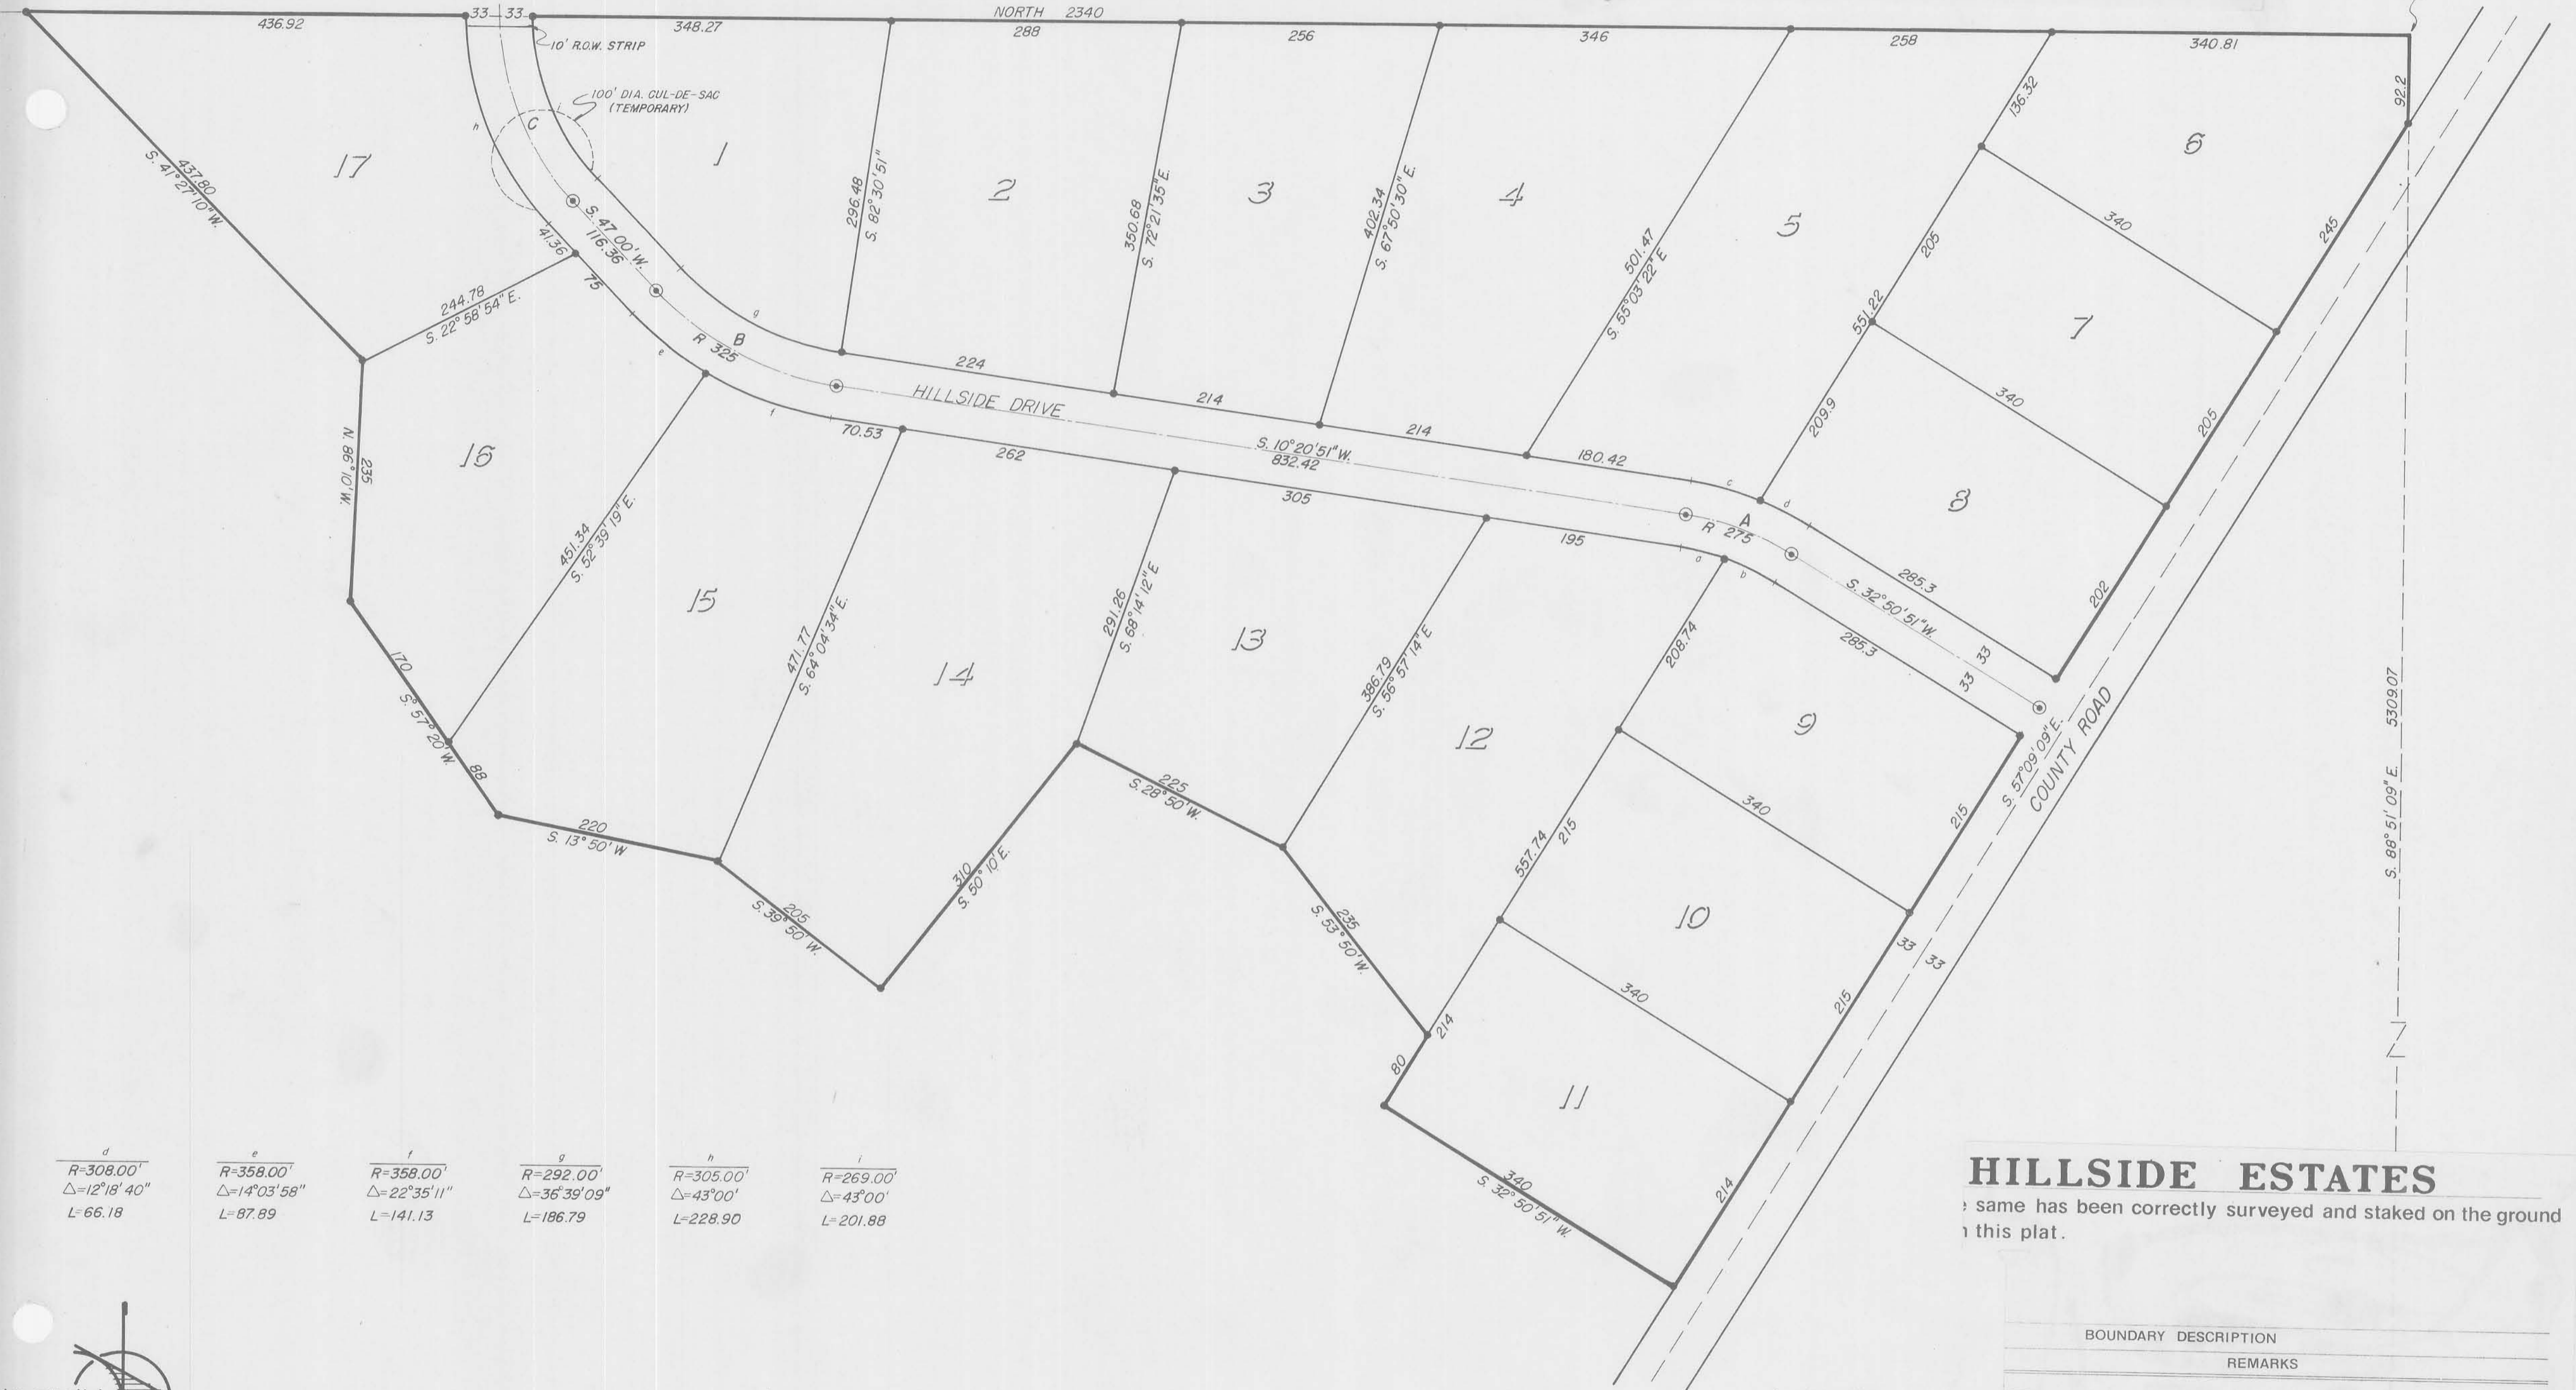 NORTH 2340
436.92
33 33
348.27
288
256
346
258
340.81
10' R.O.W. STRIP
100' DIA. CUL-DE-SAC
(TEMPORARY)
C
h
17
1
2
3
4
5
6
7
8
437.80
S. 41°27'10"W.
41.36
S. 47 00' W.
116.36
75
244.78
S. 22°58'54"E.
296.48
S. 82°30'51"
350.68
S. 72°21'35"E.
402.34
S. 67°50'30"E.
501.47
S. 55°03'22"E
136.32
205
551.22
209.9
92.2
340
245
340
205
202
g
B
R 325
e
f
224
HILLSIDE DRIVE
214
214
180.42
c
d
A
R 275
70.53
262
S. 10°20'51"W.
832.42
305
195
a
b
285.3
S. 32°50'51"W.
285.3
33
33
N. 86°10'W.
235
16
451.34
S. 52°39'19"E.
15
471.77
S. 64°04'34"E.
14
291.26
S. 68°14'12"E
13
386.79
S. 56°57'14"E
12
208.74
9
170
S. 57°20'W.
88
220
S. 13°50'W
205
S. 39°50'W.
310
S. 50°10'E.
225
S. 28°50'W.
235
S. 53°50'W.
557.74
215
340
215
10
340
215
33
33
214
80
11
340
S. 32°50'51"W.
214
S. 57°09'09"E.
COUNTY ROAD
S. 88°51'09"E. 5309.07
d
R=308.00'
△=12°18'40"
L=66.18
e
R=358.00'
△=14°03'58"
L=87.89
f
R=358.00'
△=22°35'11"
L=141.13
g
R=292.00'
△=36°39'09"
L=186.79
h
R=305.00'
△=43°00'
L=228.90
i
R=269.00'
△=43°00'
L=201.88
HILLSIDE ESTATES
same has been correctly surveyed and staked on the ground
this plat.
BOUNDARY DESCRIPTION
REMARKS